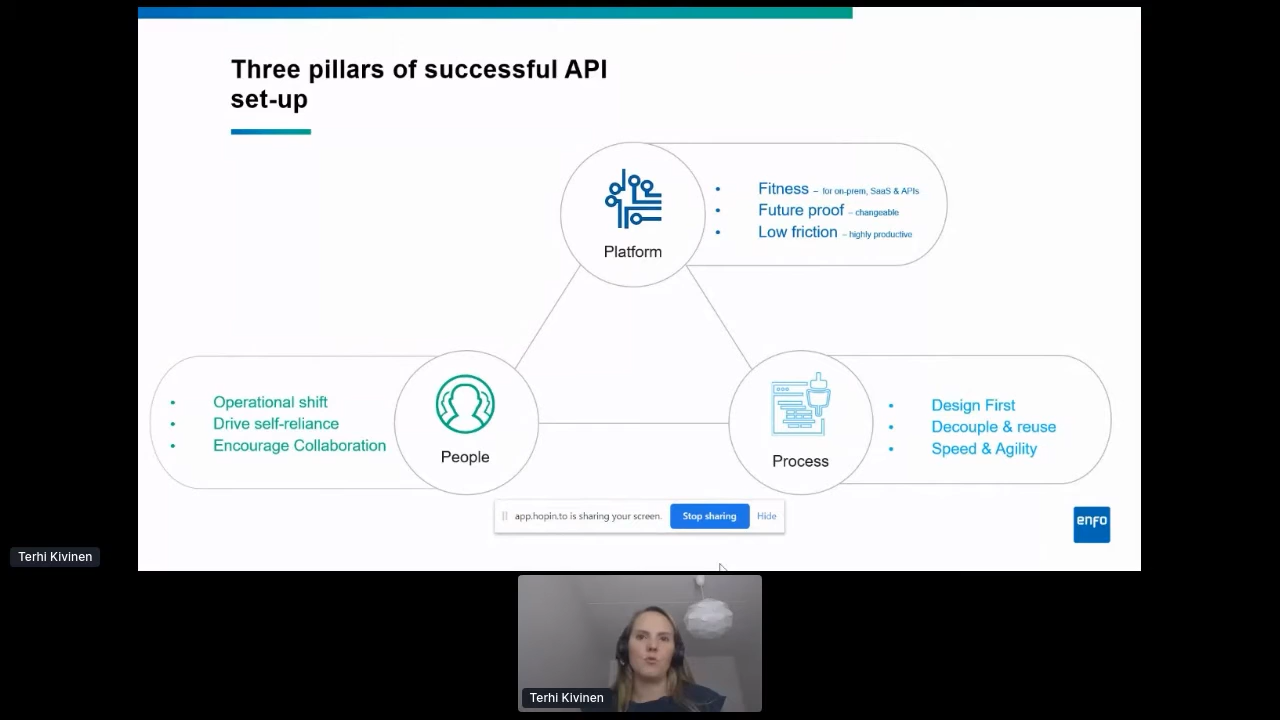 Three pillars of successful API
set-up
Platform
• Fitness – for on-prem, SaaS & APIs
• Future proof – changeable
• Low friction – highly productive
• Operational shift
• Drive self-reliance
• Encourage Collaboration
People
Process
• Design First
• Decouple & reuse
• Speed & Agility
app.hopin.to is sharing your screen. Stop sharing Hide
enfo
Terhi Kivinen
Terhi Kivinen